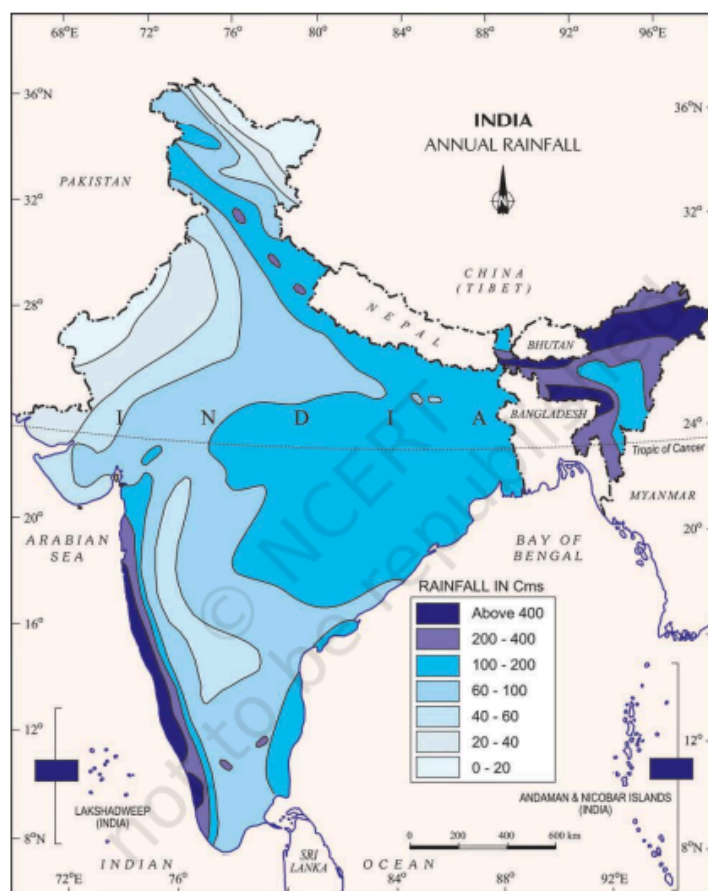 68°E 72° 76° 80° 84° 88° 92° 96°E
36°N 36°N
INDIA
ANNUAL RAINFALL
N
PAKISTAN
32° 32°
CHINA
(TIBET)
28° 28°
NEPAL
BHUTAN
INDIA
BANGLADESH
24° 24°
Tropic of Cancer
MYANMAR
20° 20°
ARABIAN
SEA
BAY OF
BENGAL
© NCERT
not to be republished
RAINFALL IN Cms
Above 400
200 - 400
100 - 200
60 - 100
40 - 60
20 - 40
0 - 20
16° 16°
12° 12°
LAKSHADWEEP
(INDIA)
ANDAMAN & NICOBAR ISLANDS
(INDIA)
0 200 400 600 km
8°N 8°N
SRI
LANKA
INDIAN OCEAN
72°E 76° 84° 88° 92°E